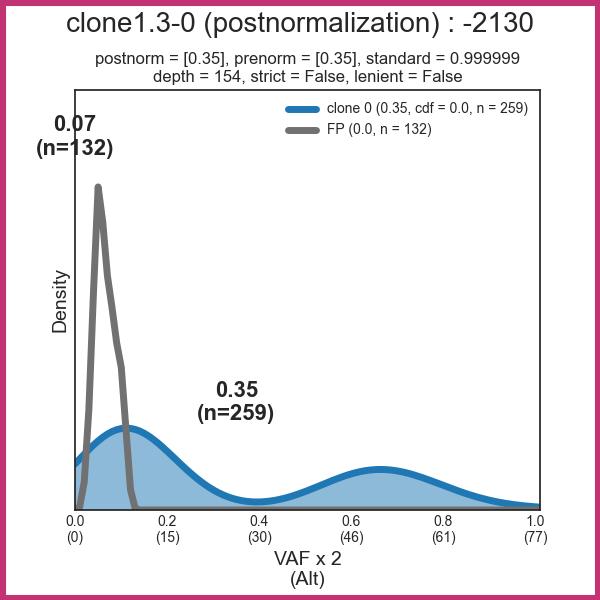 clone1.3-0 (postnormalization) : -2130
postnorm = [0.35], prenorm = [0.35], standard = 0.999999
depth = 154, strict = False, lenient = False
clone 0 (0.35, cdf = 0.0, n = 259)
FP (0.0, n = 132)
0.07
(n=132)
0.35
(n=259)
Density
0.0 0.2 0.4 0.6 0.8 1.0
(0) (15) (30) (46) (61) (77)
VAF x 2
(Alt)